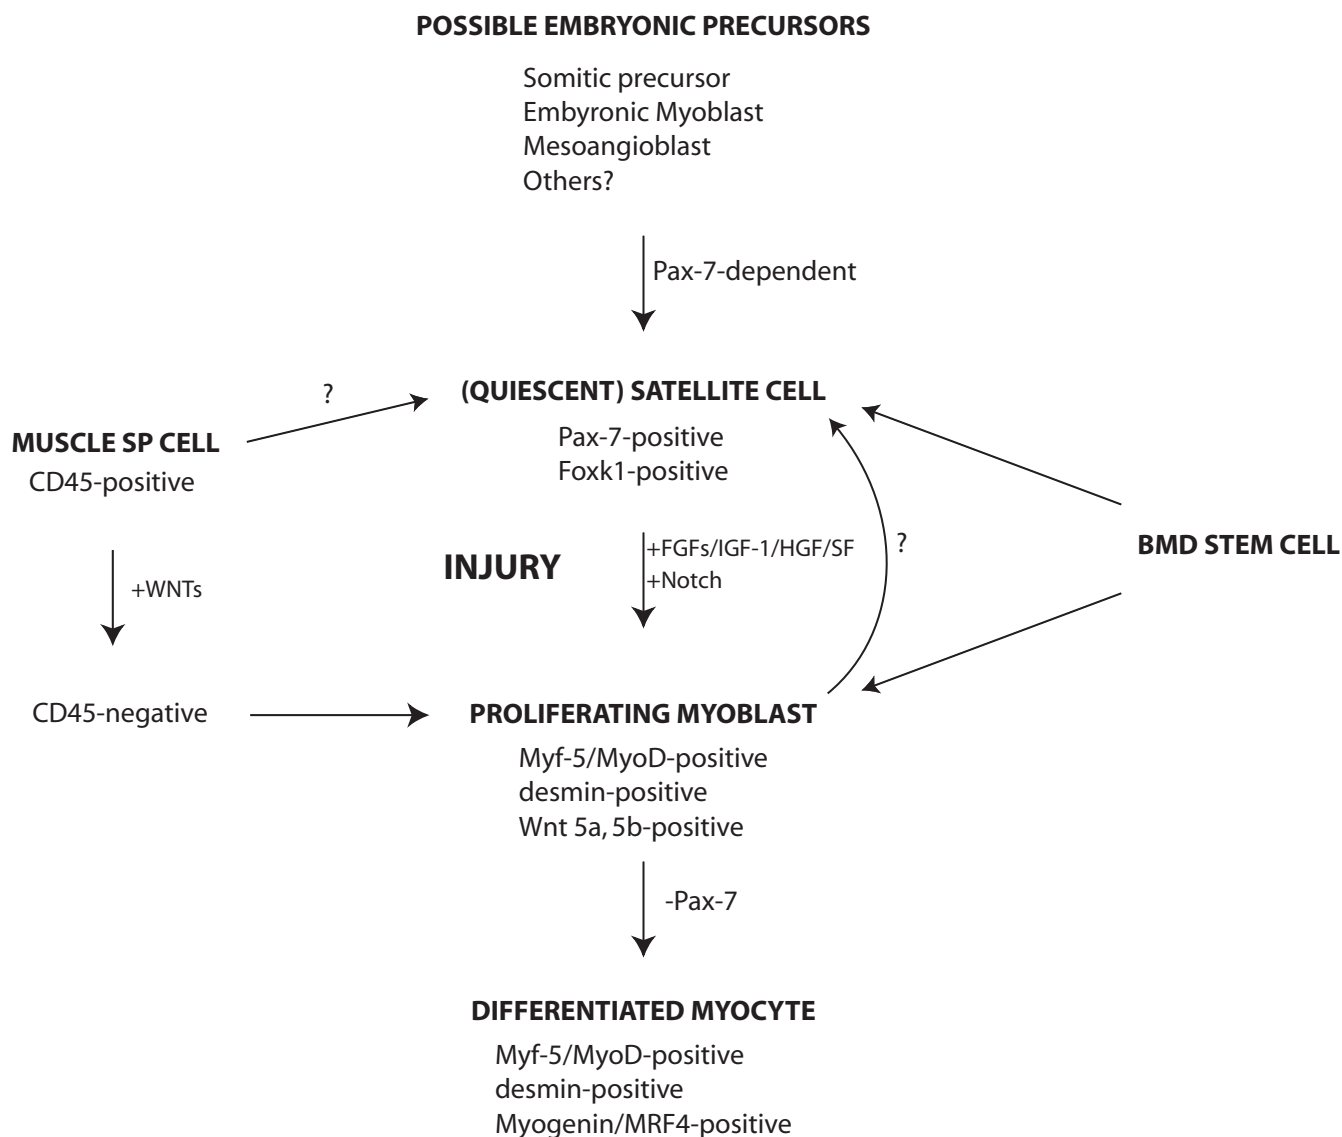 POSSIBLE EMBRYONIC PRECURSORS
Somitic precursor
Embyronic Myoblast
Mesoangioblast
Others?
Pax-7-dependent
?
(QUIESCENT) SATELLITE CELL
MUSCLE SP CELL
CD45-positive
Pax-7-positive
Foxk1-positive
INJURY
+FGFs/IGF-1/HGF/SF
+Notch
?
BMD STEM CELL
+WNTs
CD45-negative
PROLIFERATING MYOBLAST
Myf-5/MyoD-positive
desmin-positive
Wnt 5a, 5b-positive
-Pax-7
DIFFERENTIATED MYOCYTE
Myf-5/MyoD-positive
desmin-positive
Myogenin/MRF4-positive